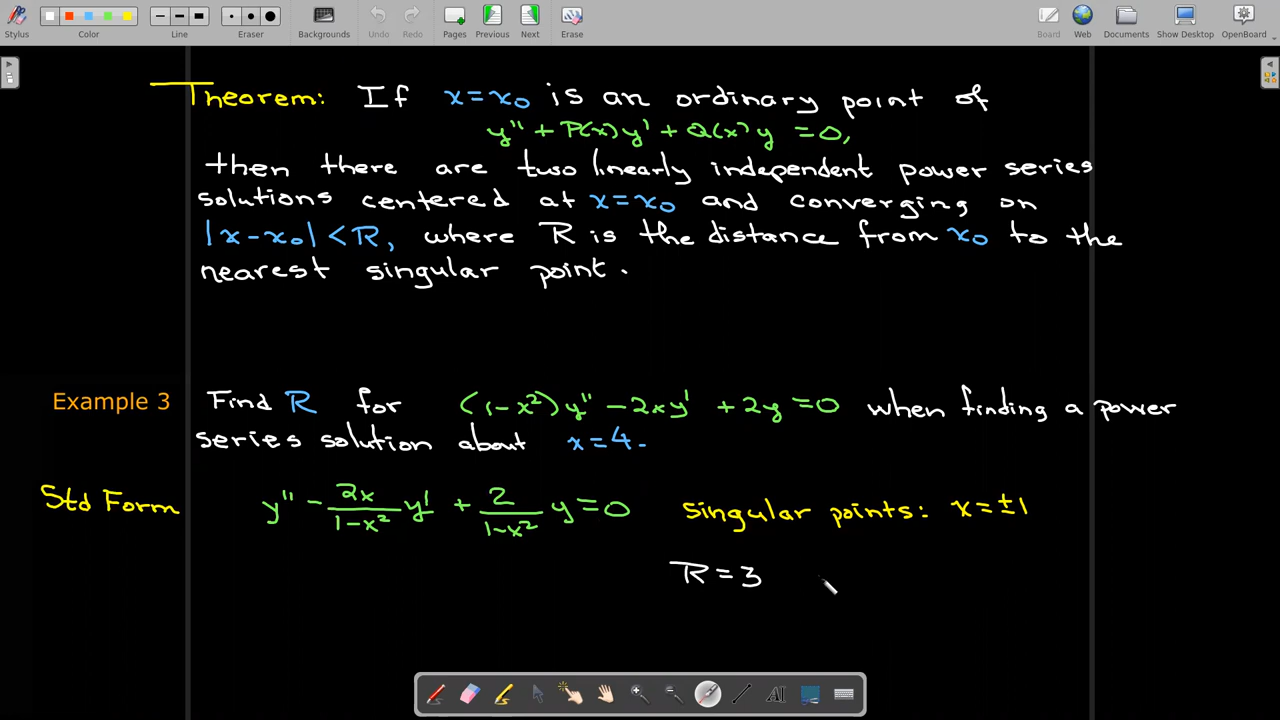 Stylus Color Line Eraser Backgrounds Undo Redo Pages Previous Next Erase Board Web Documents Show Desktop OpenBoard
Theorem: If x=x₀ is an ordinary point of
y'' + P(x)y' + Q(x)y = 0,
then there are two linearly independent power series
solutions centered at x=x₀ and converging on
|x-x₀| < R, where R is the distance from x₀ to the
nearest singular point.
Example 3 Find R for (1-x²)y'' - 2xy' + 2y = 0 when finding a power
series solution about x=4.
Std Form y'' - 2x/(1-x²) y' + 2/(1-x²) y = 0 singular points: x=±1
R=3
AI